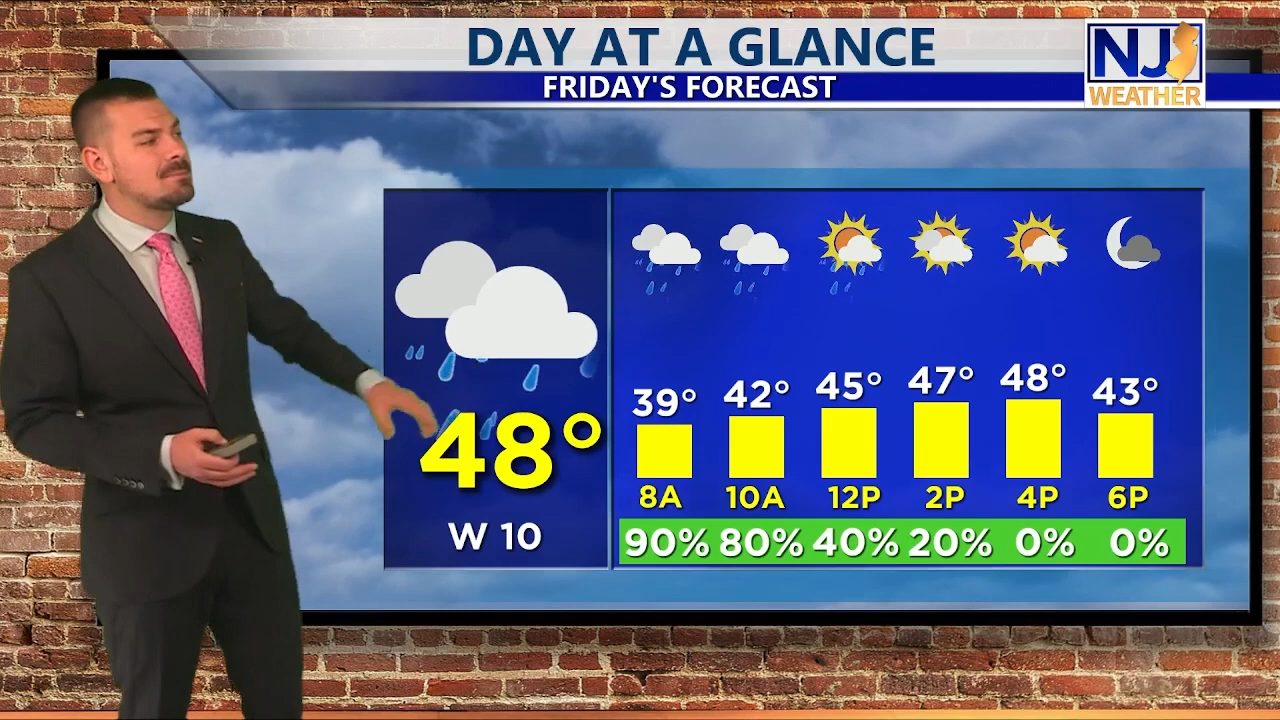 DAY AT A GLANCE
FRIDAY'S FORECAST
NJ
WEATHER
48°
W 10
39° 42° 45° 47° 48° 43°
8A 10A 12P 2P 4P 6P
90% 80% 40% 20% 0% 0%